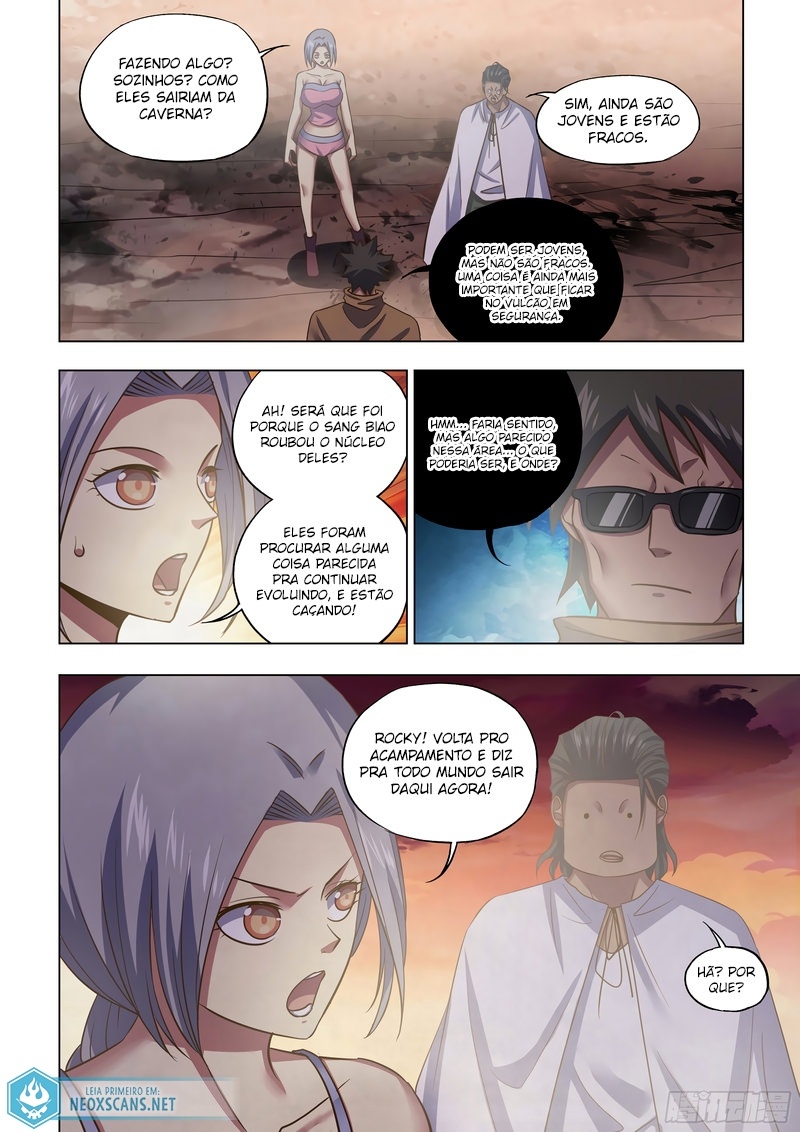 FAZENDO ALGO?
SOZINHOS? COMO
ELES SAIRIAM DA
CAVERNA?
SIM, AINDA SÃO
JOVENS E ESTÃO
FRACOS.
PODEM SER JOVENS,
MAS NÃO SÃO FRACOS,
UMA COISA É AINDA MAIS
IMPORTANTE QUE FICAR
NO VULCÃO EM
SEGURANÇA.
AH! SERÁ QUE FOI
PORQUE O SANG BIAO
ROUBOU O NÚCLEO
DELES?
ELES FORAM
PROCURAR ALGUMA
COISA PARECIDA
PRA CONTINUAR
EVOLUINDO, E ESTÃO
CAÇANDO!
HMM... FARIA SENTIDO,
MAS ALGO PARECIDO
NESSA ÁREA... O QUE
PODERIA SER, E ONDE?
ROCKY! VOLTA PRO
ACAMPAMENTO E DIZ
PRA TODO MUNDO SAIR
DAQUI AGORA!
HÃ? POR
QUE?
LEIA PRIMEIRO EM:
NEOXSCANS.NET
腾讯动漫